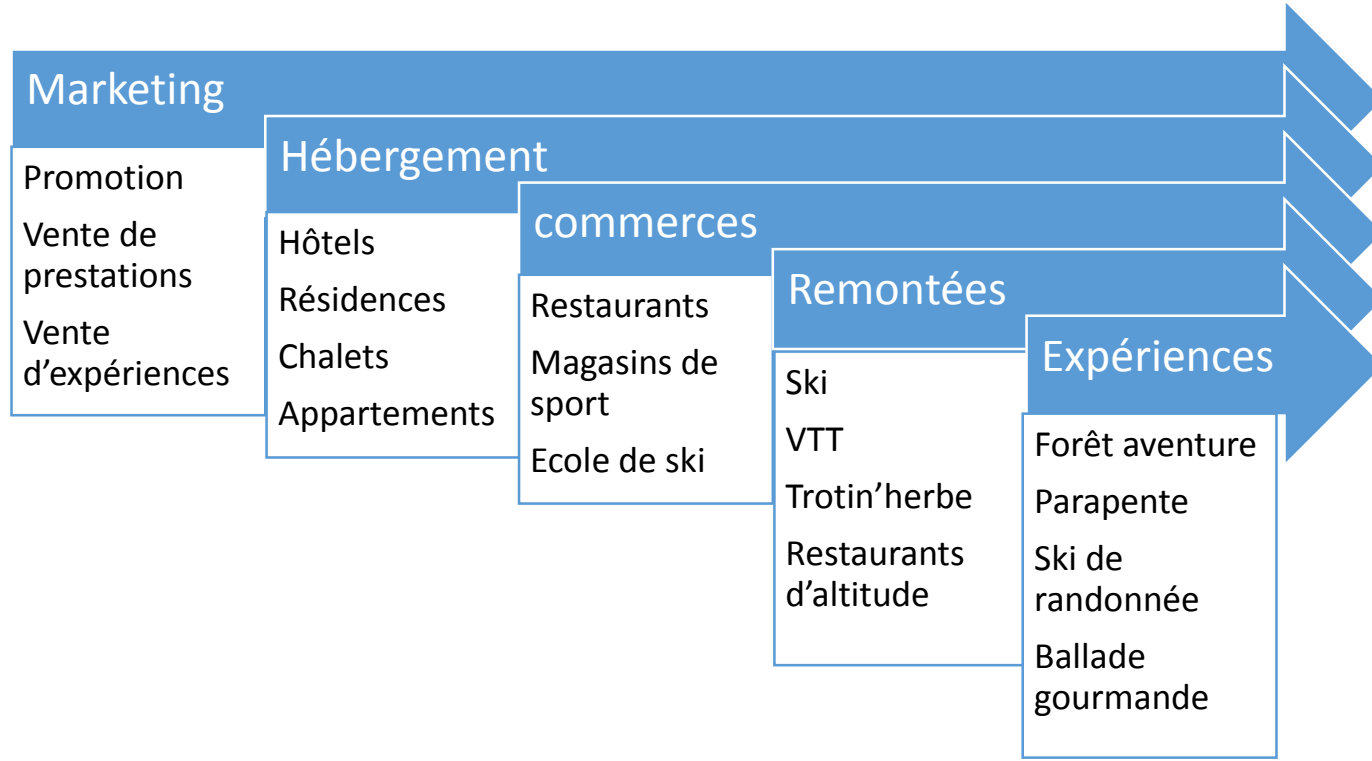 Marketing
Promotion
Vente de
prestations
Vente
d’expériences
Hébergement
Hôtels
Résidences
Chalets
Appartements
commerces
Restaurants
Magasins de
sport
Ecole de ski
Remontées
Ski
VTT
Trotin’herbe
Restaurants
d’altitude
Expériences
Forêt aventure
Parapente
Ski de
randonnée
Ballade
gourmande